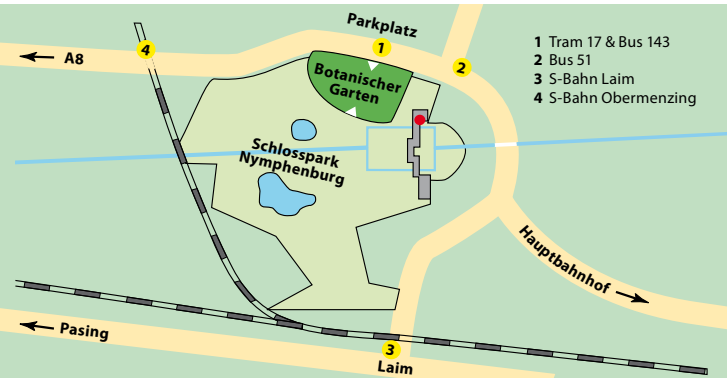 Parkplatz
1
2
4
A8
Botanischer
Garten
Schlosspark
Nymphenburg
Hauptbahnhof
Pasing
3
Laim
1 Tram 17 & Bus 143
2 Bus 51
3 S-Bahn Laim
4 S-Bahn Obermenzing